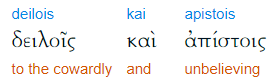 deilois kai apistois
δειλοῖς καὶ ἀπίστοις
to the cowardly and unbelieving